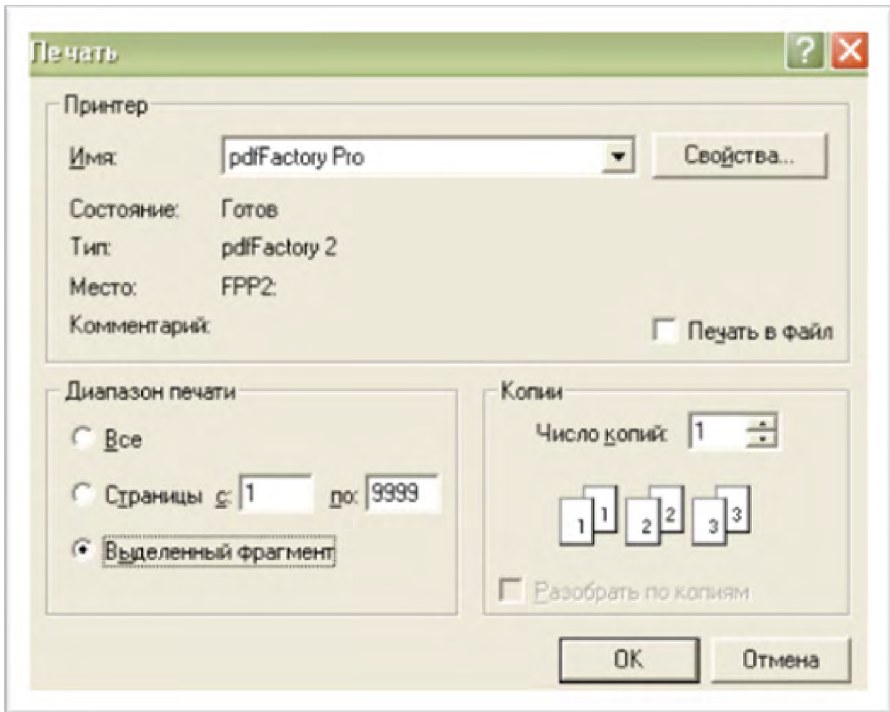 Печать
Принтер
Имя: pdfFactory Pro Свойства...
Состояние: Готов
Тип: pdfFactory 2
Место: FPP2:
Комментарий:
Печать в файл
Диапазон печати
Все
Страницы с: 1 по: 9999
Выделенный фрагмент
Копии
Число копий: 1
1 1 2 2 3 3
Разобрать по копиям
OK Отмена